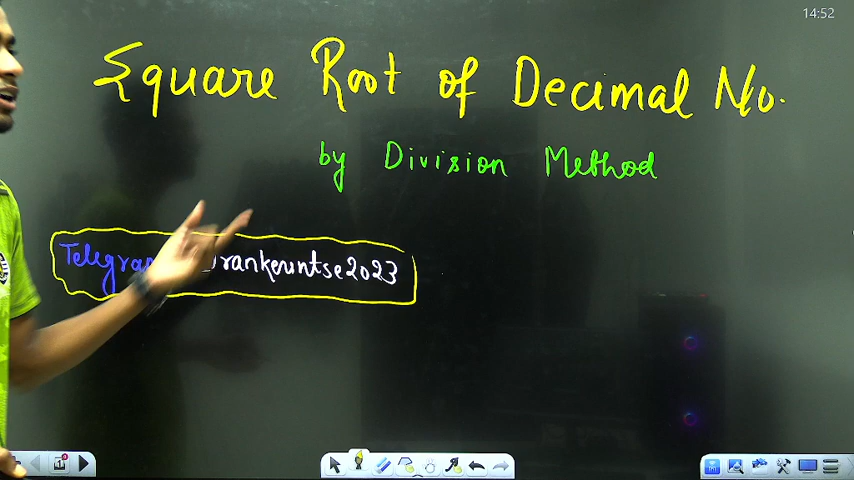 14:52
Square Root of Decimal No.
by Division Method
rankeruntse2023